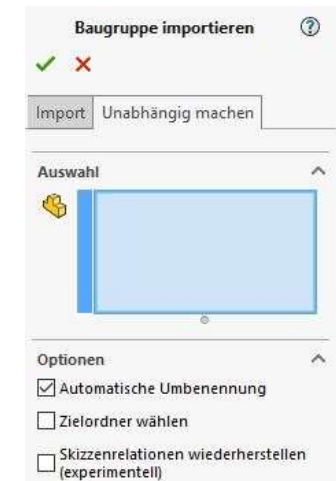 Baugruppe importieren
Import Unabhängig machen
Auswahl
Optionen
Automatische Umbenennung
Zielordner wählen
Skizzenrelationen wiederherstellen
(experimentell)